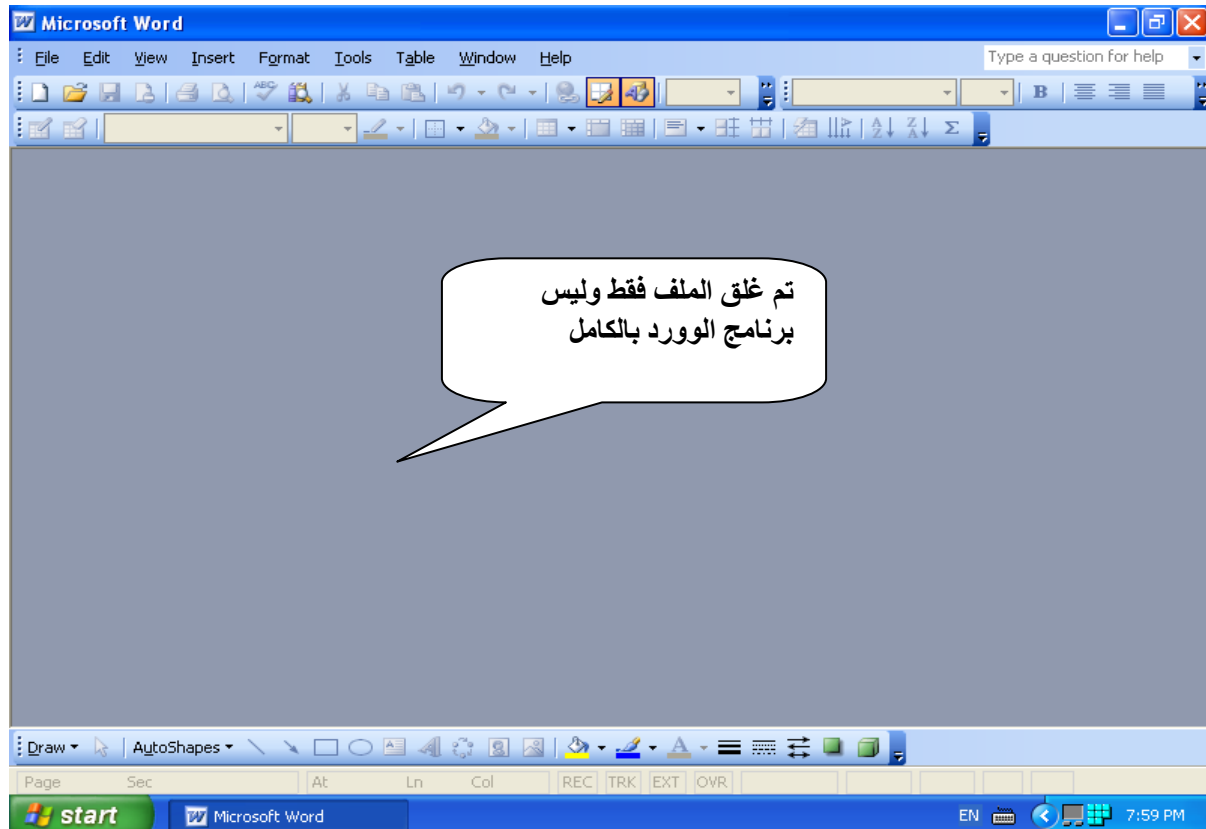 Microsoft Word
File Edit View Insert Format Tools Table Window Help Type a question for help
تم غلق الملف فقط وليس
برنامج الوورد بالكامل
Draw AutoShapes
Page Sec At Ln Col REC TRK EXT OVR
start Microsoft Word EN 7:59 PM